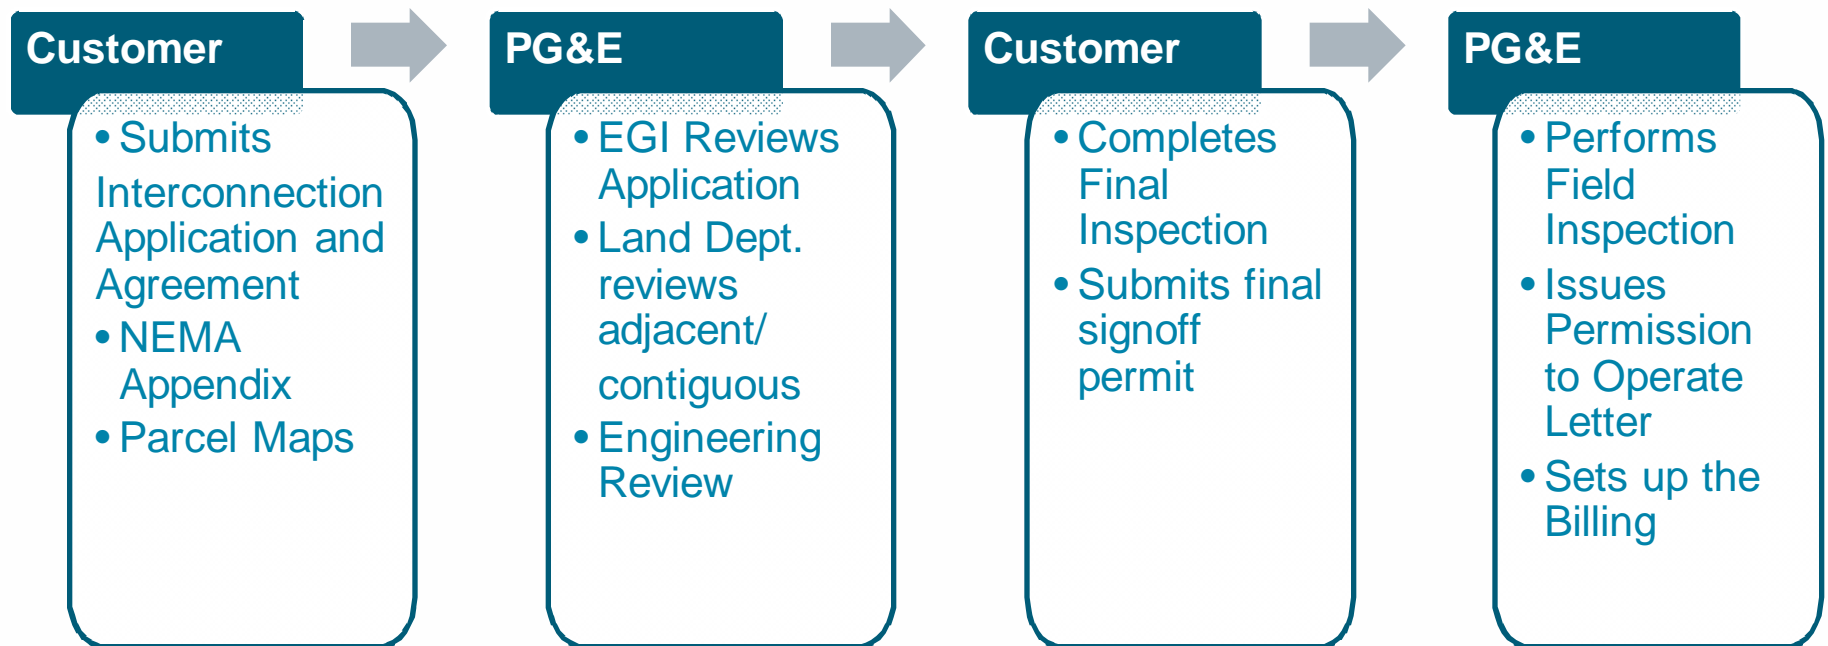 Customer
• Submits
Interconnection
Application and
Agreement
• NEMA
Appendix
• Parcel Maps
PG&E
• EGI Reviews
Application
• Land Dept.
reviews
adjacent/
contiguous
• Engineering
Review
Customer
• Completes
Final
Inspection
• Submits final
signoff
permit
PG&E
• Performs
Field
Inspection
• Issues
Permission
to Operate
Letter
• Sets up the
Billing